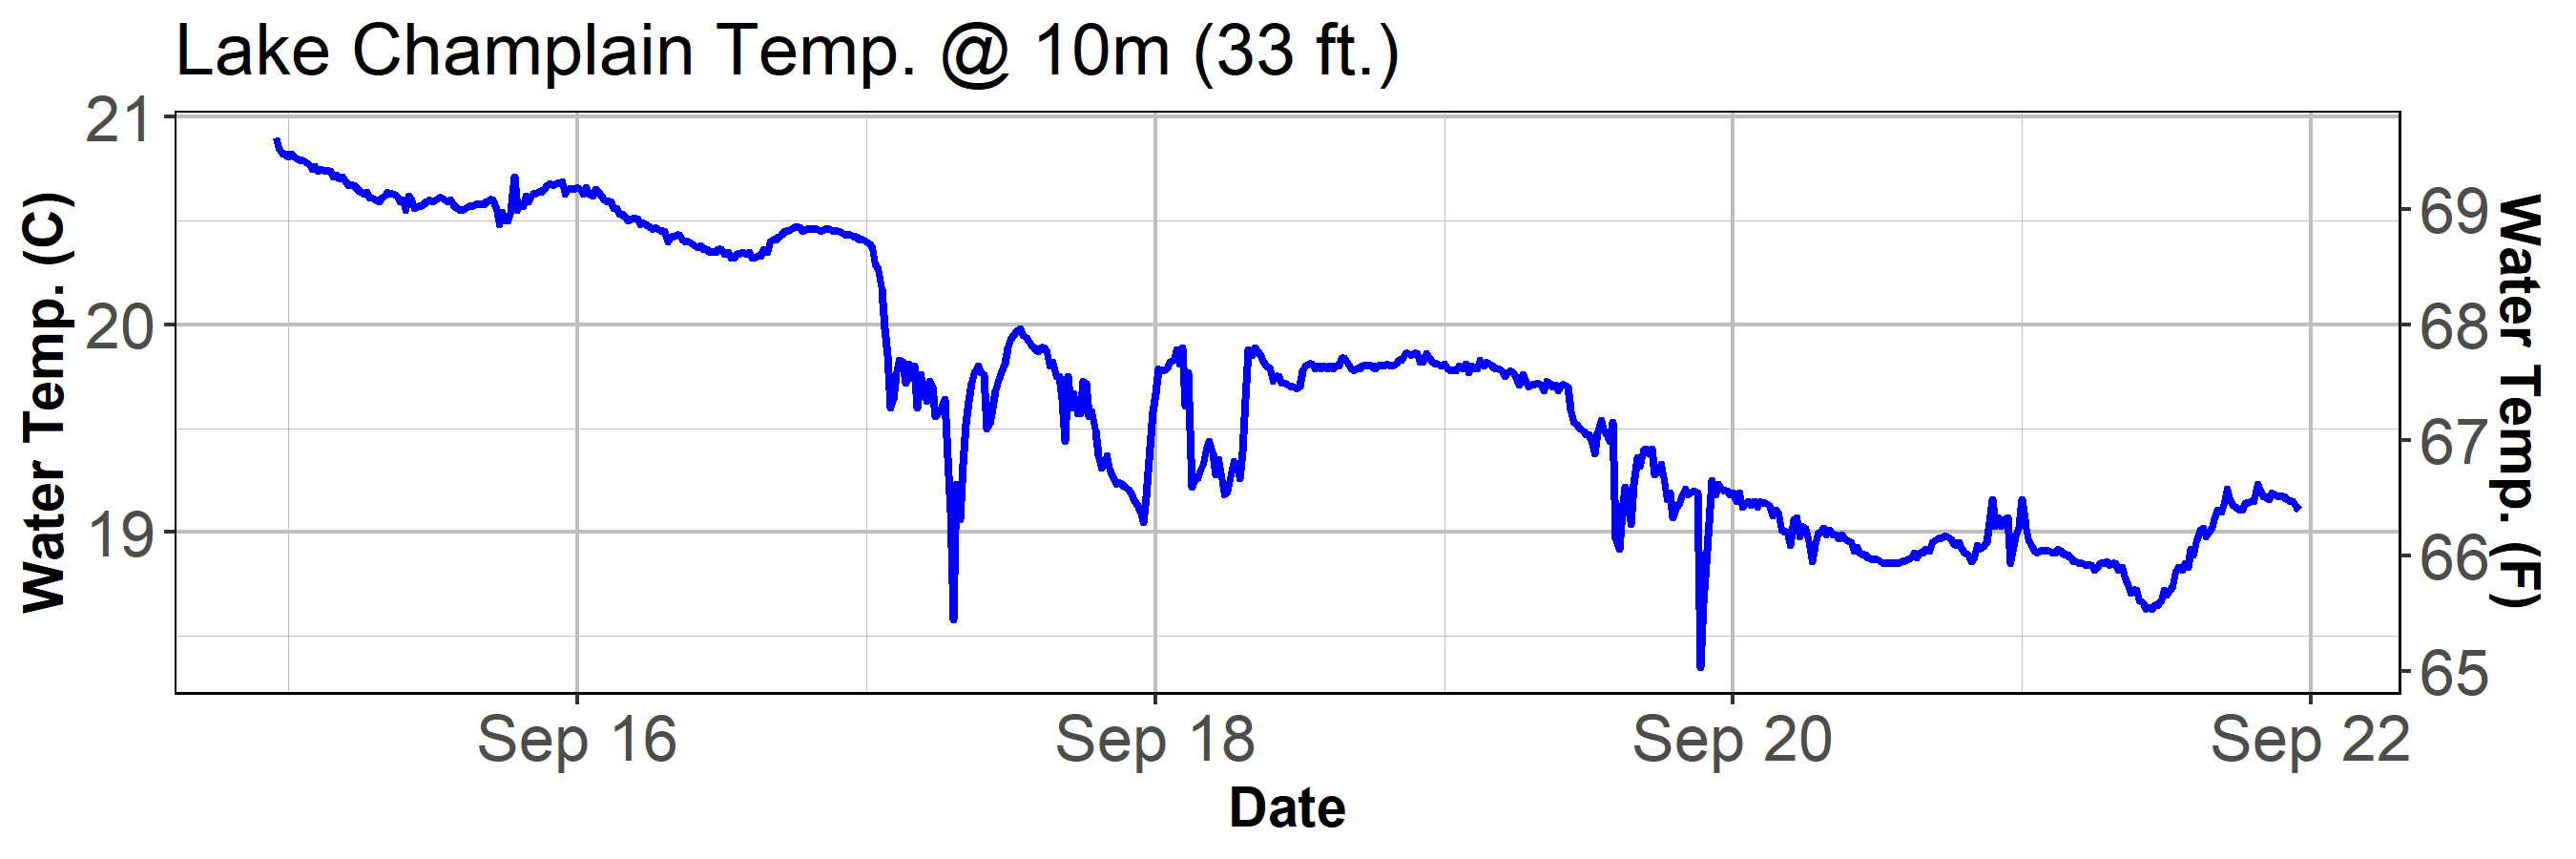 Lake Champlain Temp. @ 10m (33 ft.)
21
20
19
Water Temp. (C)
69
68
67
66
65
Water Temp. (F)
Sep 16
Sep 18
Sep 20
Sep 22
Date